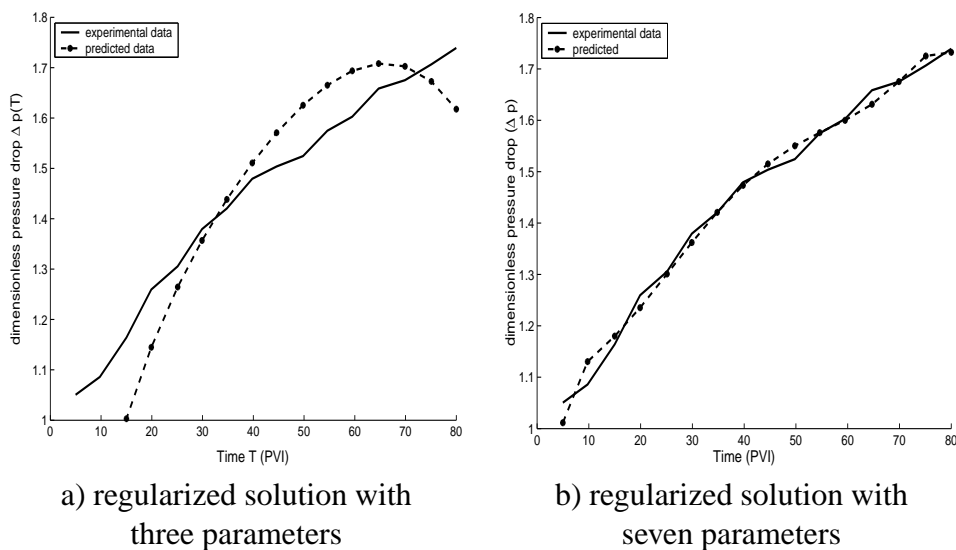 experimental data
predicted data
dimensionless pressure drop Δ p(T)
1.8
1.7
1.6
1.5
1.4
1.3
1.2
1.1
1
0 10 20 30 40 50 60 70 80
Time T (PVI)
a) regularized solution with
three parameters
experimental data
predicted
dimensionless pressure drop (Δ p)
1.8
1.7
1.6
1.5
1.4
1.3
1.2
1.1
1
0 10 20 30 40 50 60 70 80
Time (PVI)
b) regularized solution with
seven parameters